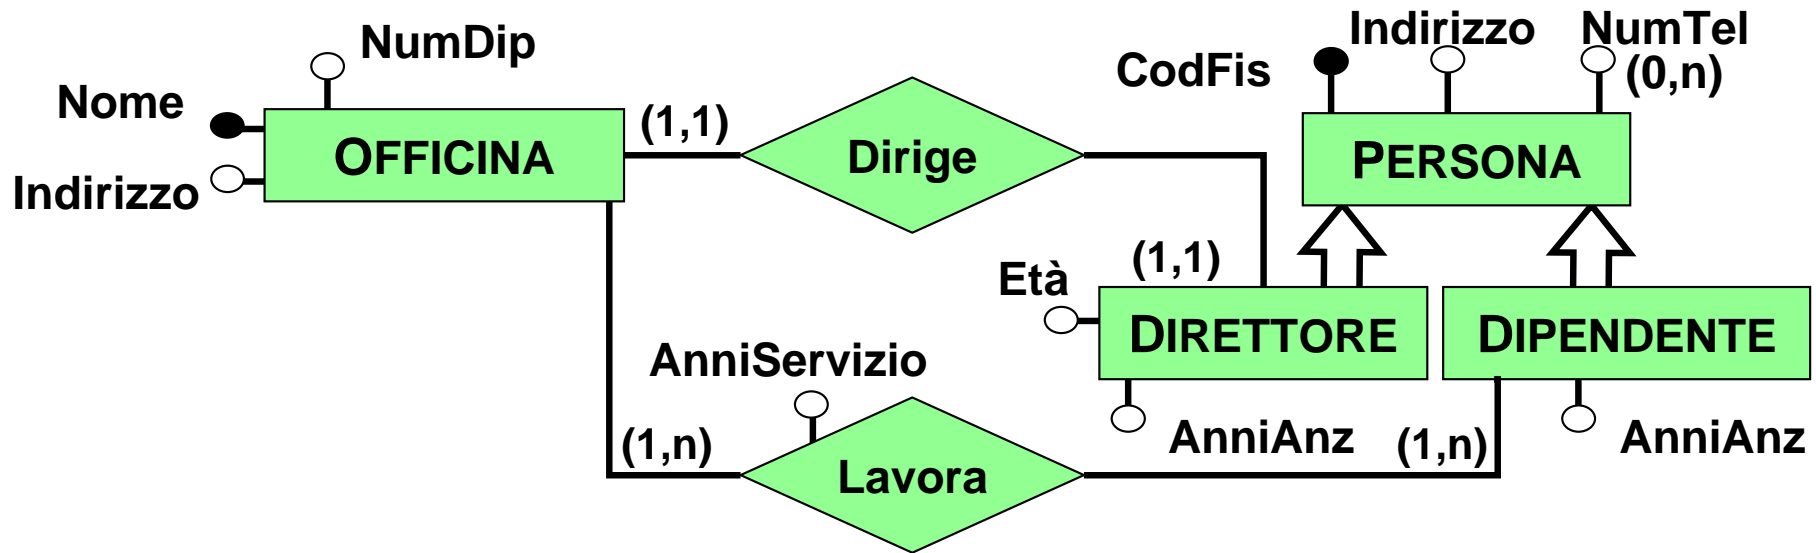 NumDip
Nome
Indirizzo
OFFICINA
(1,1)
Dirige
CodFis
Indirizzo
NumTel
(0,n)
PERSONA
(1,1)
Età
DIRETTORE
DIPENDENTE
AnniAnz
AnniAnz
AnniServizio
(1,n)
Lavora
(1,n)